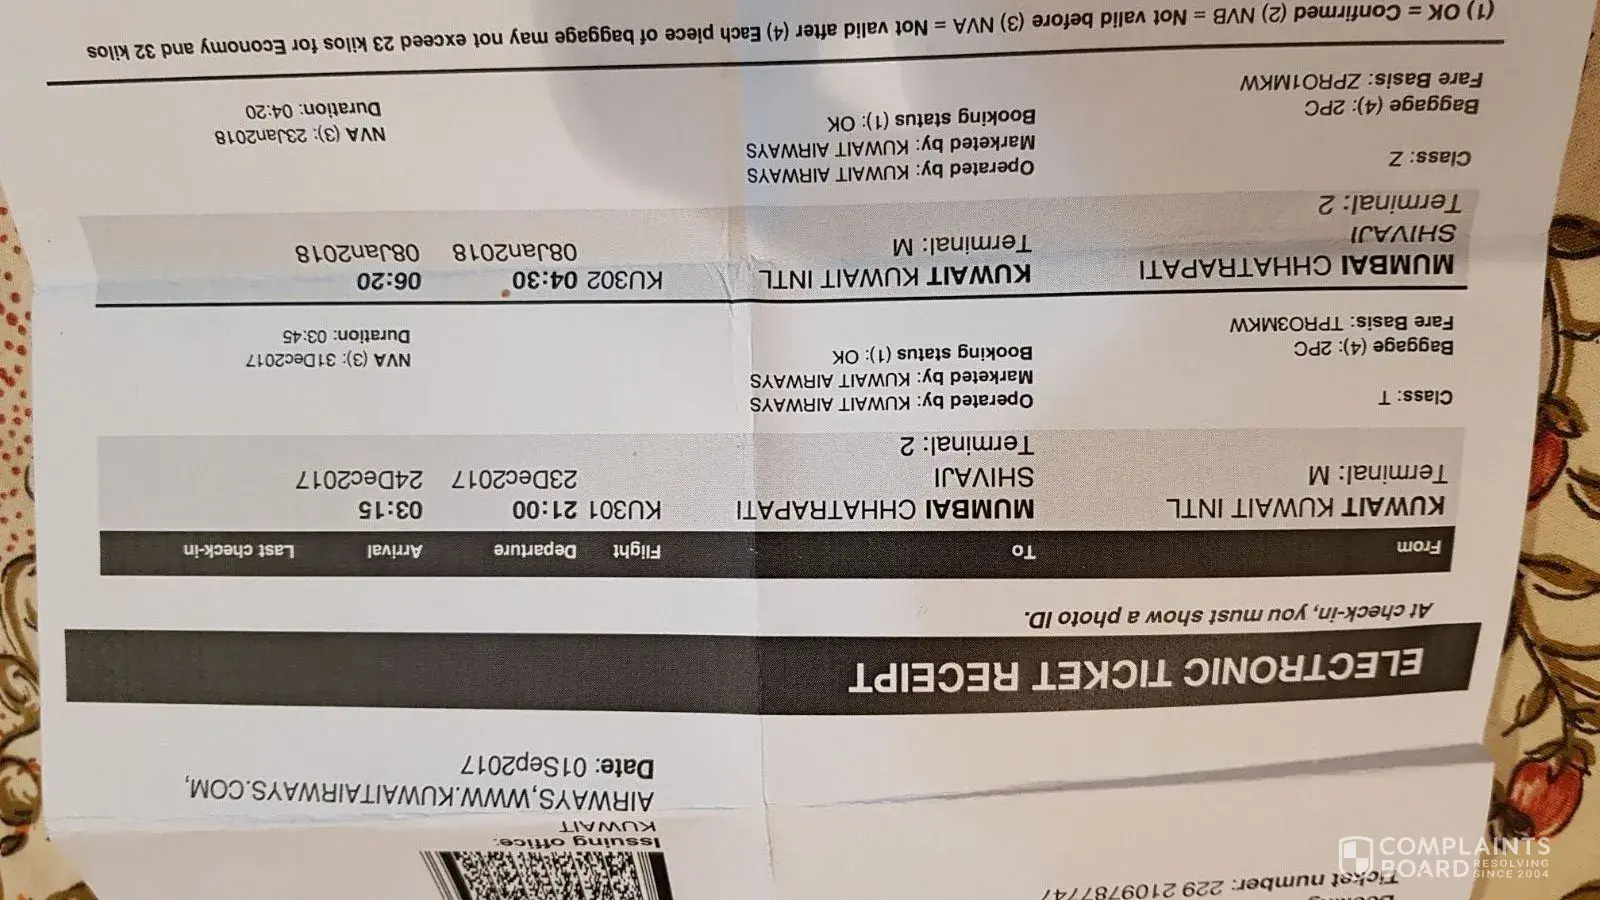 Ticket number: 229 2109787747
Issuing office:
KUWAIT
AIRWAYS,WWW.KUWAITAIRWAYS.COM,
Date: 01Sep2017
ELECTRONIC TICKET RECEIPT
At check-in, you must show a photo ID.
From To Flight Departure Arrival Last check-in
KUWAIT KUWAIT INTL MUMBAI CHHATRAPATI KU301 21:00 03:15
Terminal: M SHIVAJI 23Dec2017 24Dec2017
Terminal: 2
Class: T Operated by: KUWAIT AIRWAYS
Marketed by: KUWAIT AIRWAYS
Baggage (4): 2PC Booking status (1): OK NVA (3): 31Dec2017
Fare Basis: TPRO3MKW Duration: 03:45
MUMBAI CHHATRAPATI KUWAIT KUWAIT INTL KU302 04:30 06:20
SHIVAJI Terminal: M 08Jan2018 08Jan2018
Terminal: 2
Class: Z Operated by: KUWAIT AIRWAYS
Marketed by: KUWAIT AIRWAYS
Baggage (4): 2PC Booking status (1): OK NVA (3): 23Jan2018
Fare Basis: ZPRO1MKW Duration: 04:20
(1) OK = Confirmed (2) NVB = Not valid before (3) NVA = Not valid after (4) Each piece of baggage may not exceed 23 kilos for Economy and 32 kilos
COMPLAINTS
BOARD RESOLVING
SINCE 2004